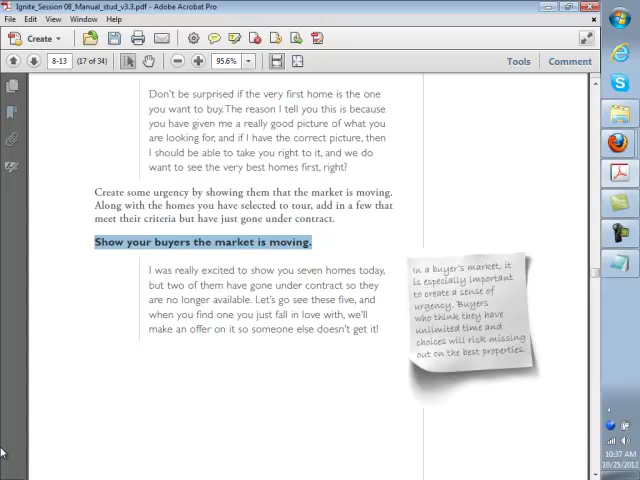 Ignite_Session 08_Manual_stud_v3.3.pdf - Adobe Acrobat Pro
File Edit View Window Help
Create
8-13 (17 of 34) 95.6% Tools Comment
Don't be surprised if the very first home is the one
you want to buy. The reason I tell you this is because
you have given me a really good picture of what you
are looking for, and if I have the correct picture, then
I should be able to take you right to it, and we do
want to see the very best homes first, right?
Create some urgency by showing them that the market is moving.
Along with the homes you have selected to tour, add in a few that
meet their criteria but have just gone under contract.
Show your buyers the market is moving.
I was really excited to show you seven homes today,
but two of them have gone under contract so they
are no longer available. Let's go see these five, and
when you find one you just fall in love with, we'll
make an offer on it so someone else doesn't get it!
In a buyer's market, it
is especially important
to create a sense of
urgency. Buyers
who think they have
unlimited time and
choices will risk missing
out on the best properties.
10:37 AM
10/25/2012